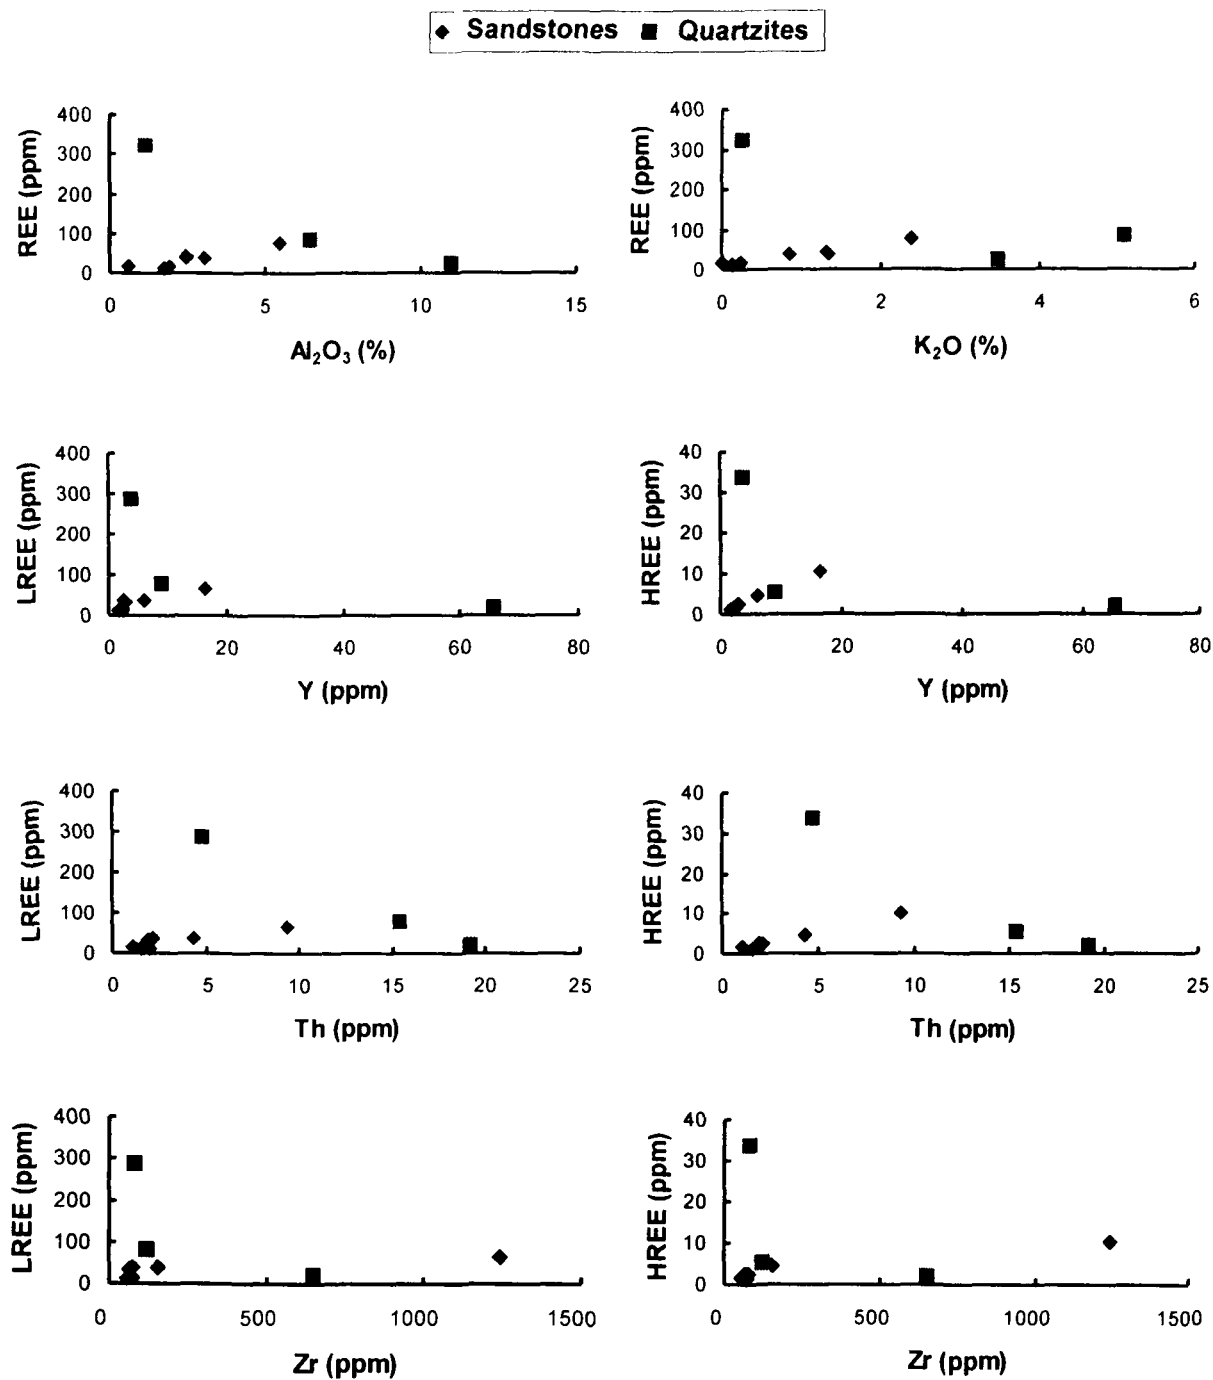 Sandstones Quartzites
400
300
200
100
0
REE (ppm)
0 5 10 15
Al₂O₃ (%)
400
300
200
100
0
REE (ppm)
0 2 4 6
K₂O (%)
400
300
200
100
0
LREE (ppm)
0 20 40 60 80
Y (ppm)
40
30
20
10
0
HREE (ppm)
0 20 40 60 80
Y (ppm)
400
300
200
100
0
LREE (ppm)
0 5 10 15 20 25
Th (ppm)
40
30
20
10
0
HREE (ppm)
0 5 10 15 20 25
Th (ppm)
400
300
200
100
0
LREE (ppm)
0 500 1000 1500
Zr (ppm)
40
30
20
10
0
HREE (ppm)
0 500 1000 1500
Zr (ppm)